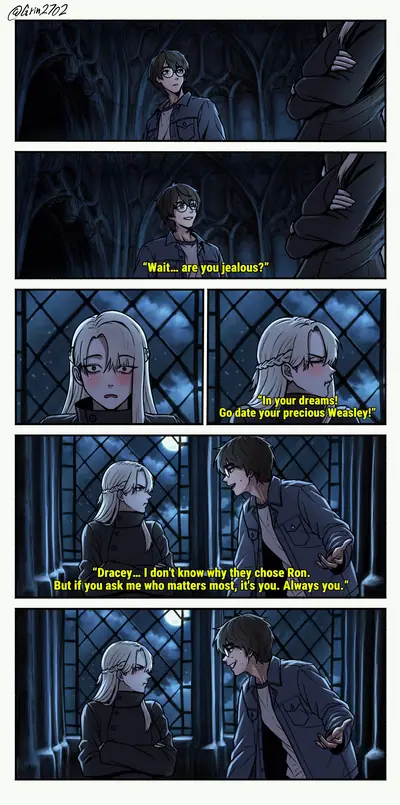 @Grin2702
“Wait... are you jealous?”
“In your dreams!
Go date your precious Weasley!”
“Dracey... I don't know why they chose Ron.
But if you ask me who matters most, it's you. Always you.”